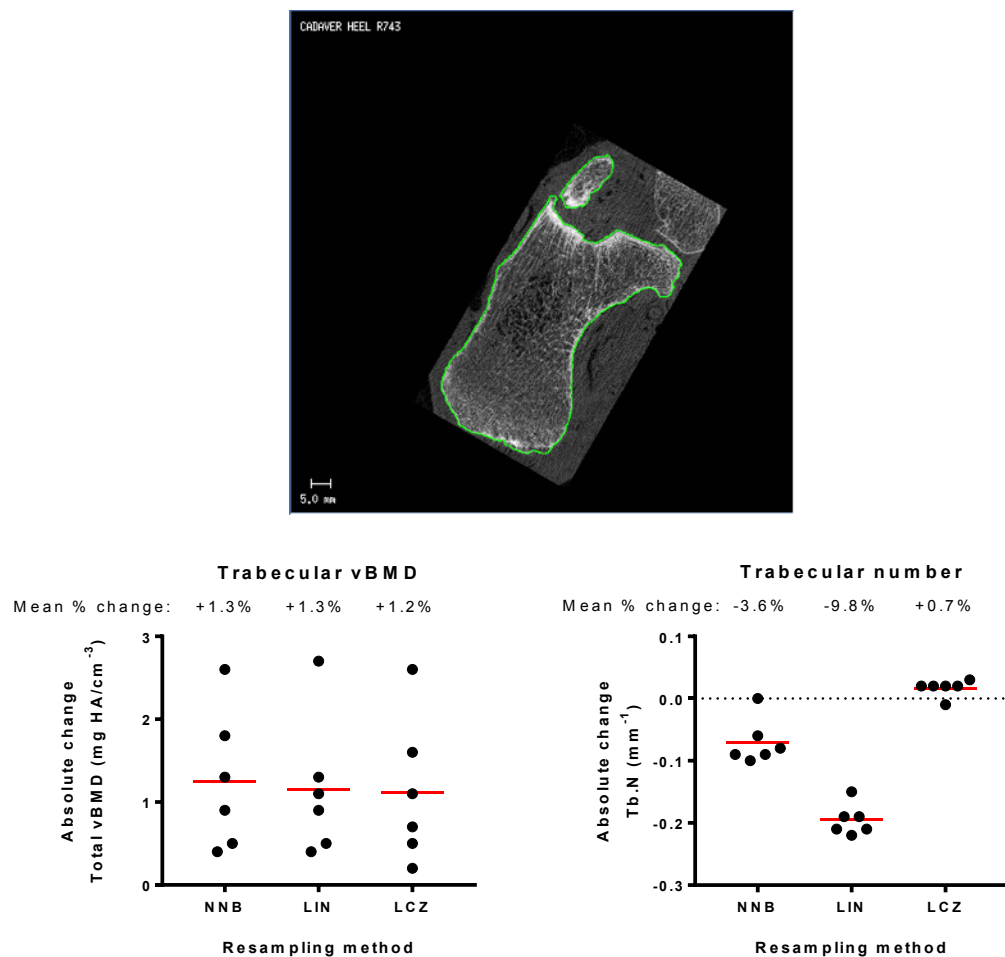 CADAVER HEEL R743
5.0 mm
Trabecular vBMD
Mean % change: +1.3% +1.3% +1.2%
Absolute change
Total vBMD (mg HA/cm⁻³)
3
2
1
0
NNB LIN LCZ
Resampling method
Trabecular number
Mean % change: -3.6% -9.8% +0.7%
Absolute change
Tb.N (mm⁻¹)
0.1
0.0
-0.1
-0.2
-0.3
NNB LIN LCZ
Resampling method